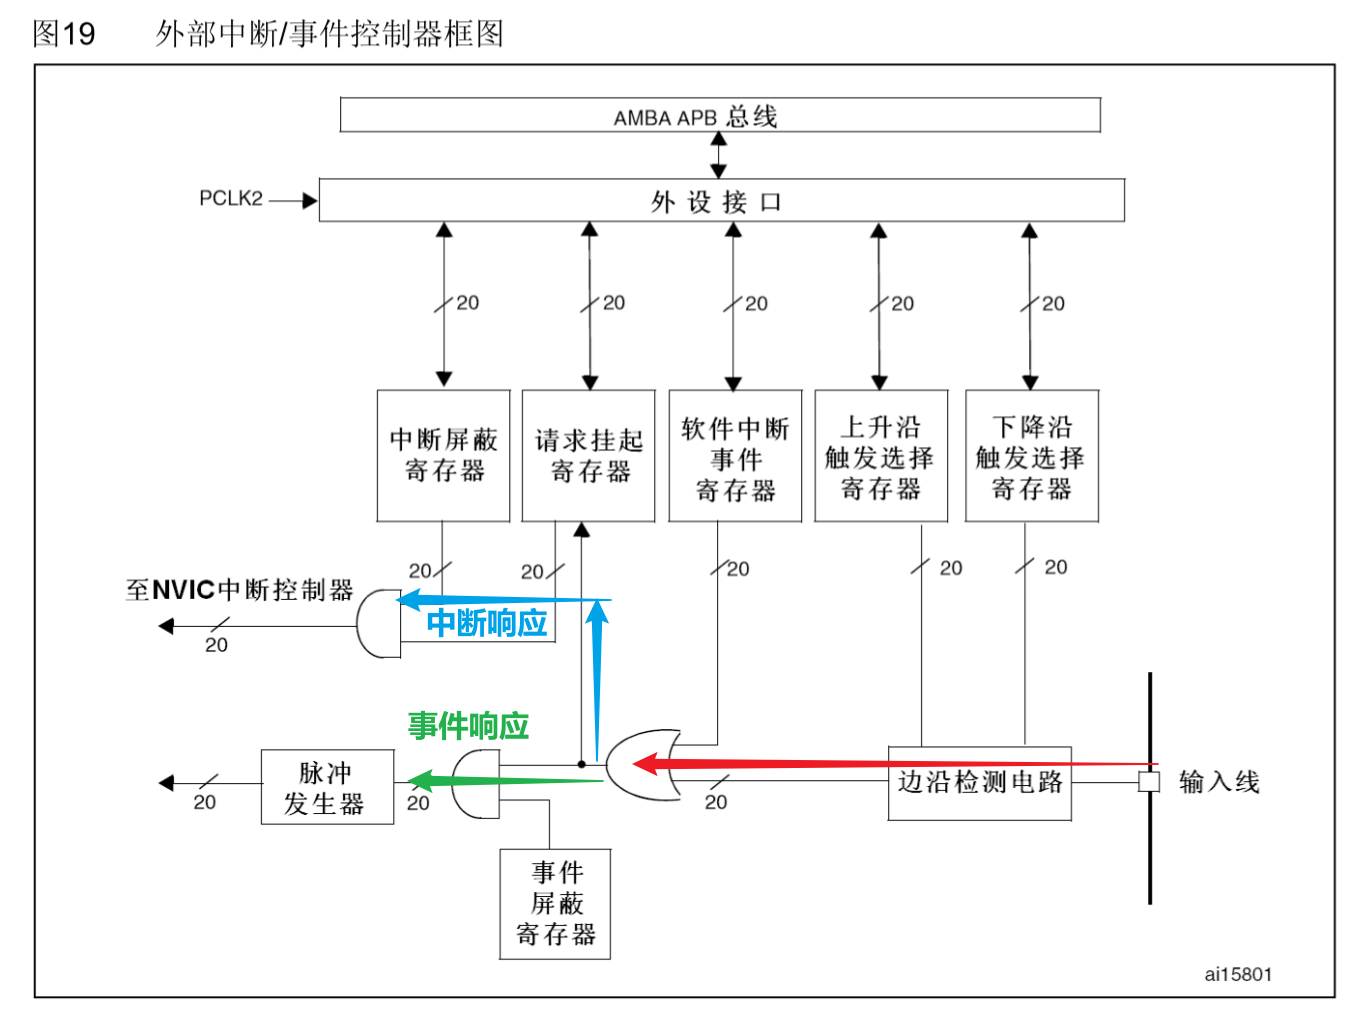 图19 外部中断/事件控制器框图
AMBA APB 总线
PCLK2
外设接口
20
20
20
20
20
中断屏蔽
寄存器
请求挂起
寄存器
软件中断
事件
寄存器
上升沿
触发选择
寄存器
下降沿
触发选择
寄存器
20
20
20
20
20
至NVIC中断控制器
中断响应
20
事件响应
脉冲
发生器
20
20
20
边沿检测电路
输入线
事件
屏蔽
寄存器
ai15801